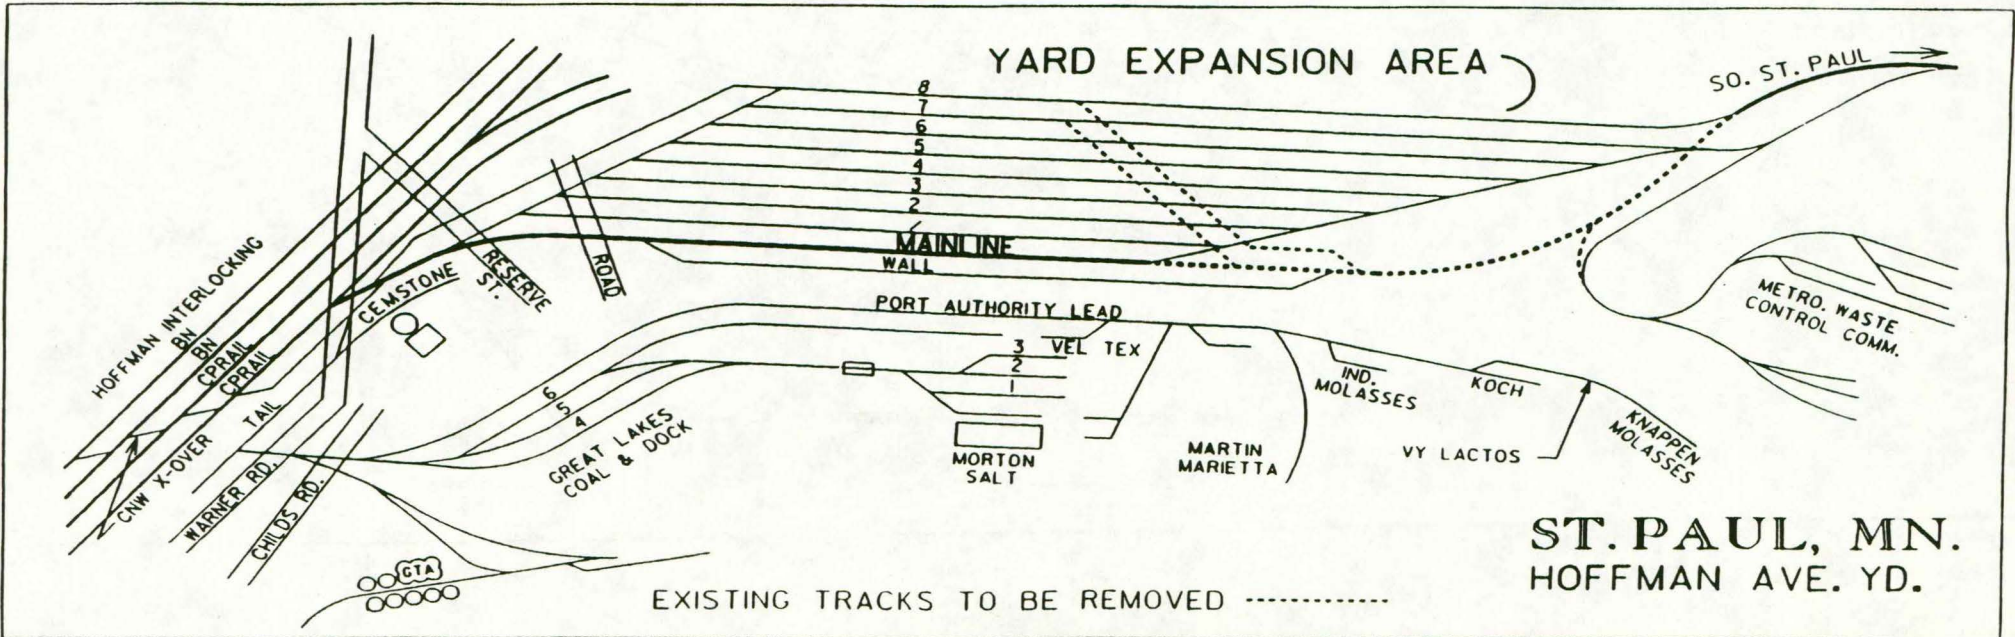 YARD EXPANSION AREA
SO. ST. PAUL
8
7
6
5
4
3
2
1
MAINLINE
WALL
PORT AUTHORITY LEAD
HOFFMAN INTERLOCKING
BN
BN
CPRAIL
CPRAIL
CNW X-OVER
TAIL
WARNER RD.
CHILDS RD.
CEMSTONE
RESERVE
ST.
ROAD
6
5
4
GREAT LAKES
COAL & DOCK
GTA
3
2
1
VEL TEX
MORTON
SALT
MARTIN
MARIETTA
IND.
MOLASSES
KOCH
VY LACTOS
KNAPPEN
MOLASSES
METRO. WASTE
CONTROL COMM.
ST. PAUL, MN.
HOFFMAN AVE. YD.
EXISTING TRACKS TO BE REMOVED